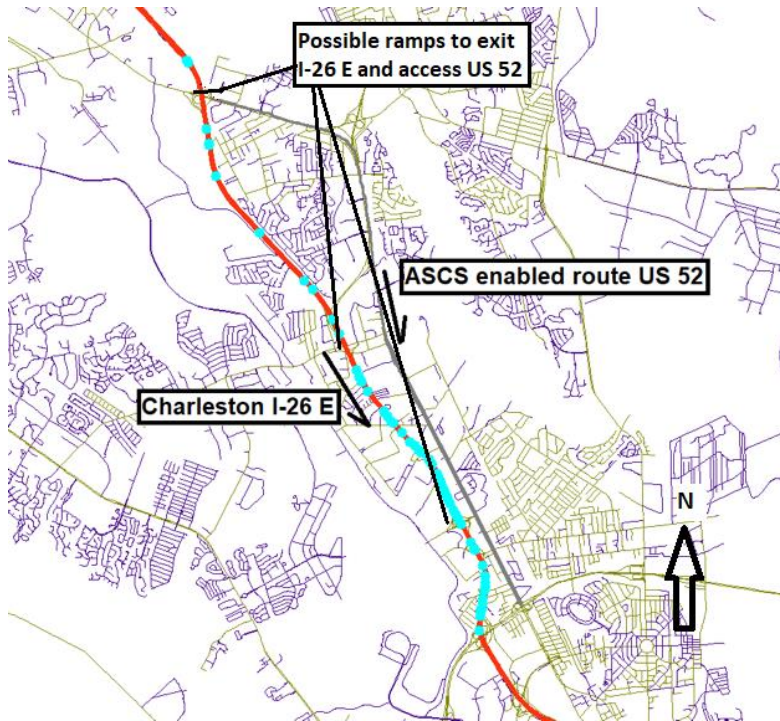 Possible ramps to exit
I-26 E and access US 52
ASCS enabled route US 52
Charleston I-26 E
N